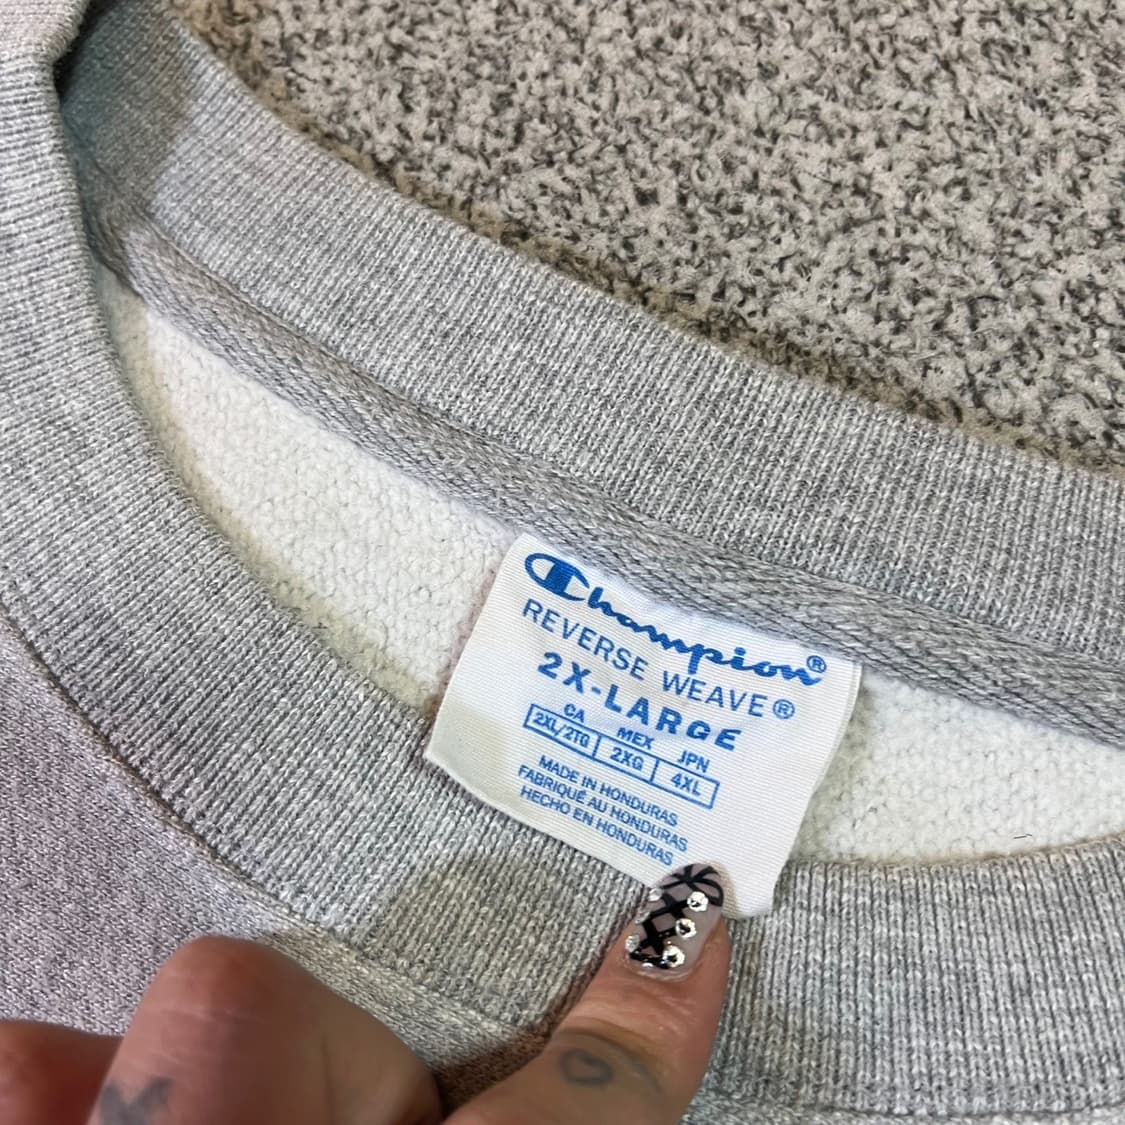 Champion®
REVERSE WEAVE®
2X-LARGE
CA MEX JPN
2XL/2TG 2XG 4XL
MADE IN HONDURAS
FABRIQUÉ AU HONDURAS
HECHO EN HONDURAS